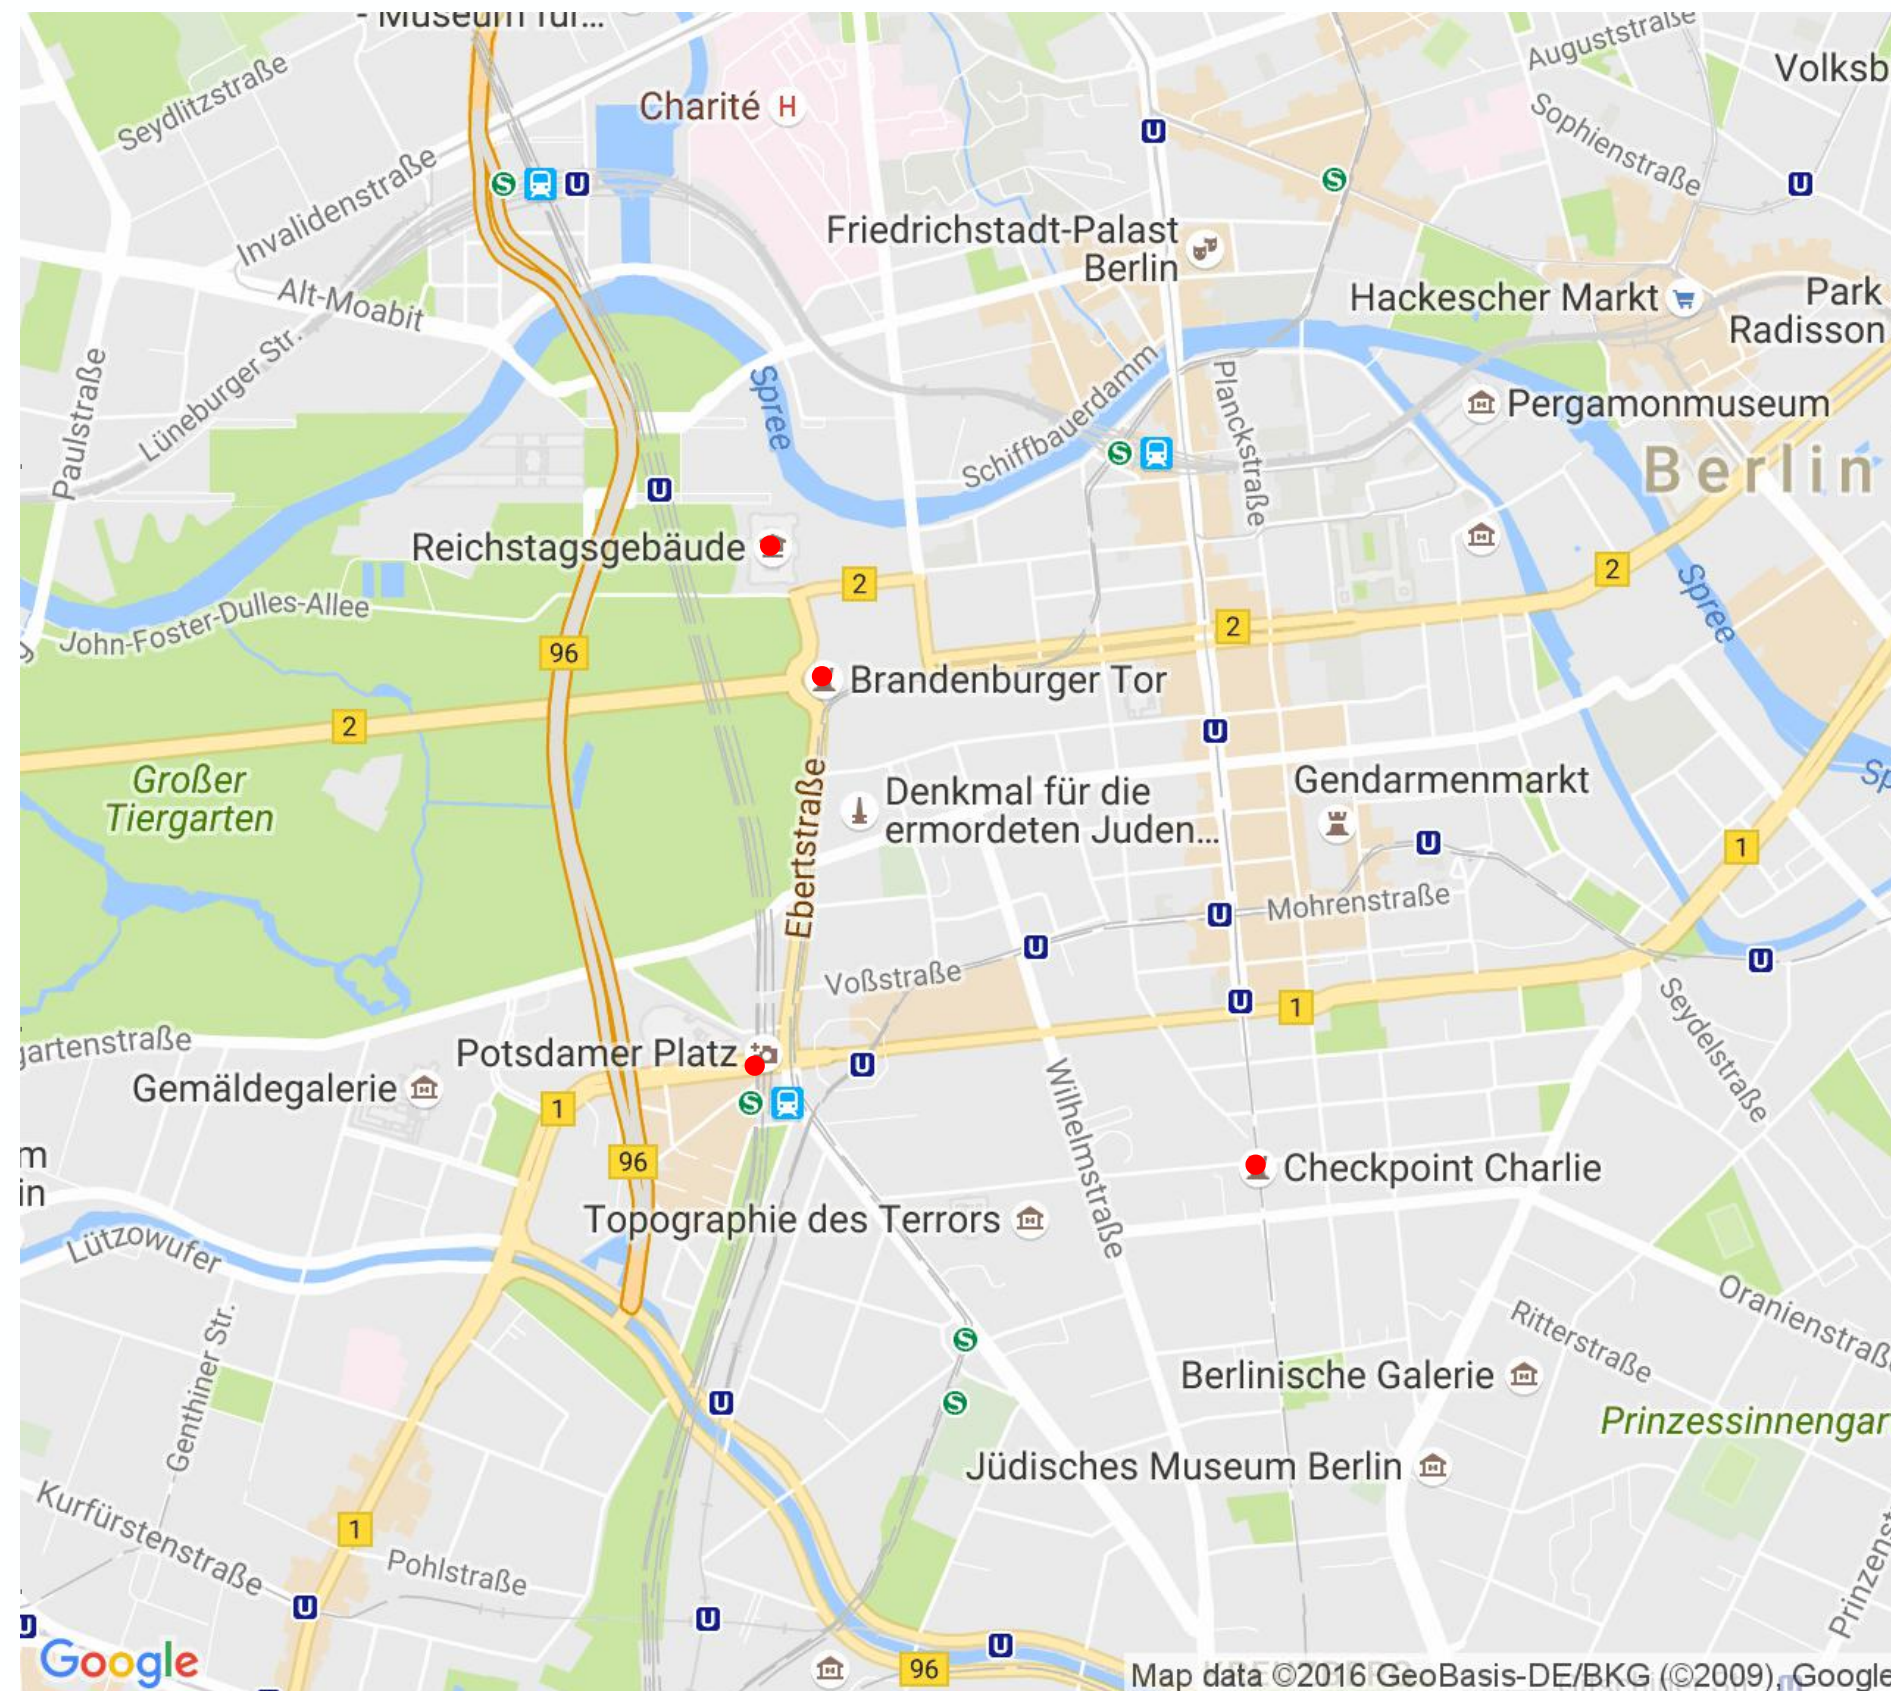 - Museum für...
Auguststraße
Volksb
Seydlitzstraße
Charité H
Sophienstraße
U
S
U
S
U
Invalidenstraße
Friedrichstadt-Palast
Berlin
Alt-Moabit
Hackescher Markt
Park
Radisson
Lüneburger Str.
Paulstraße
Spree
Schiffbauerdamm
Planckstraße
Pergamonmuseum
S
Berlin
U
Reichstagsgebäude
2
2
Spree
John-Foster-Dulles-Allee
96
2
Brandenburger Tor
2
U
Großer
Tiergarten
Ebertstraße
Denkmal für die
ermordeten Juden...
Gendarmenmarkt
Sp
U
1
Mohrenstraße
U
U
U
Voßstraße
U
1
Seydelstraße
gartenstraße
Potsdamer Platz
U
Gemäldegalerie
S
1
Wilhelmstraße
m
in
96
Checkpoint Charlie
Topographie des Terrors
Lützowufer
Oranienstraß
Genthiner Str.
Ritterstraße
S
Berlinische Galerie
U
S
Prinzessinnengar
Jüdisches Museum Berlin
Kurfürstenstraße
1
Pohlstraße
Prinzenst
U
U
U
U
Google
96
Map data ©2016 GeoBasis-DE/BKG (©2009), Google